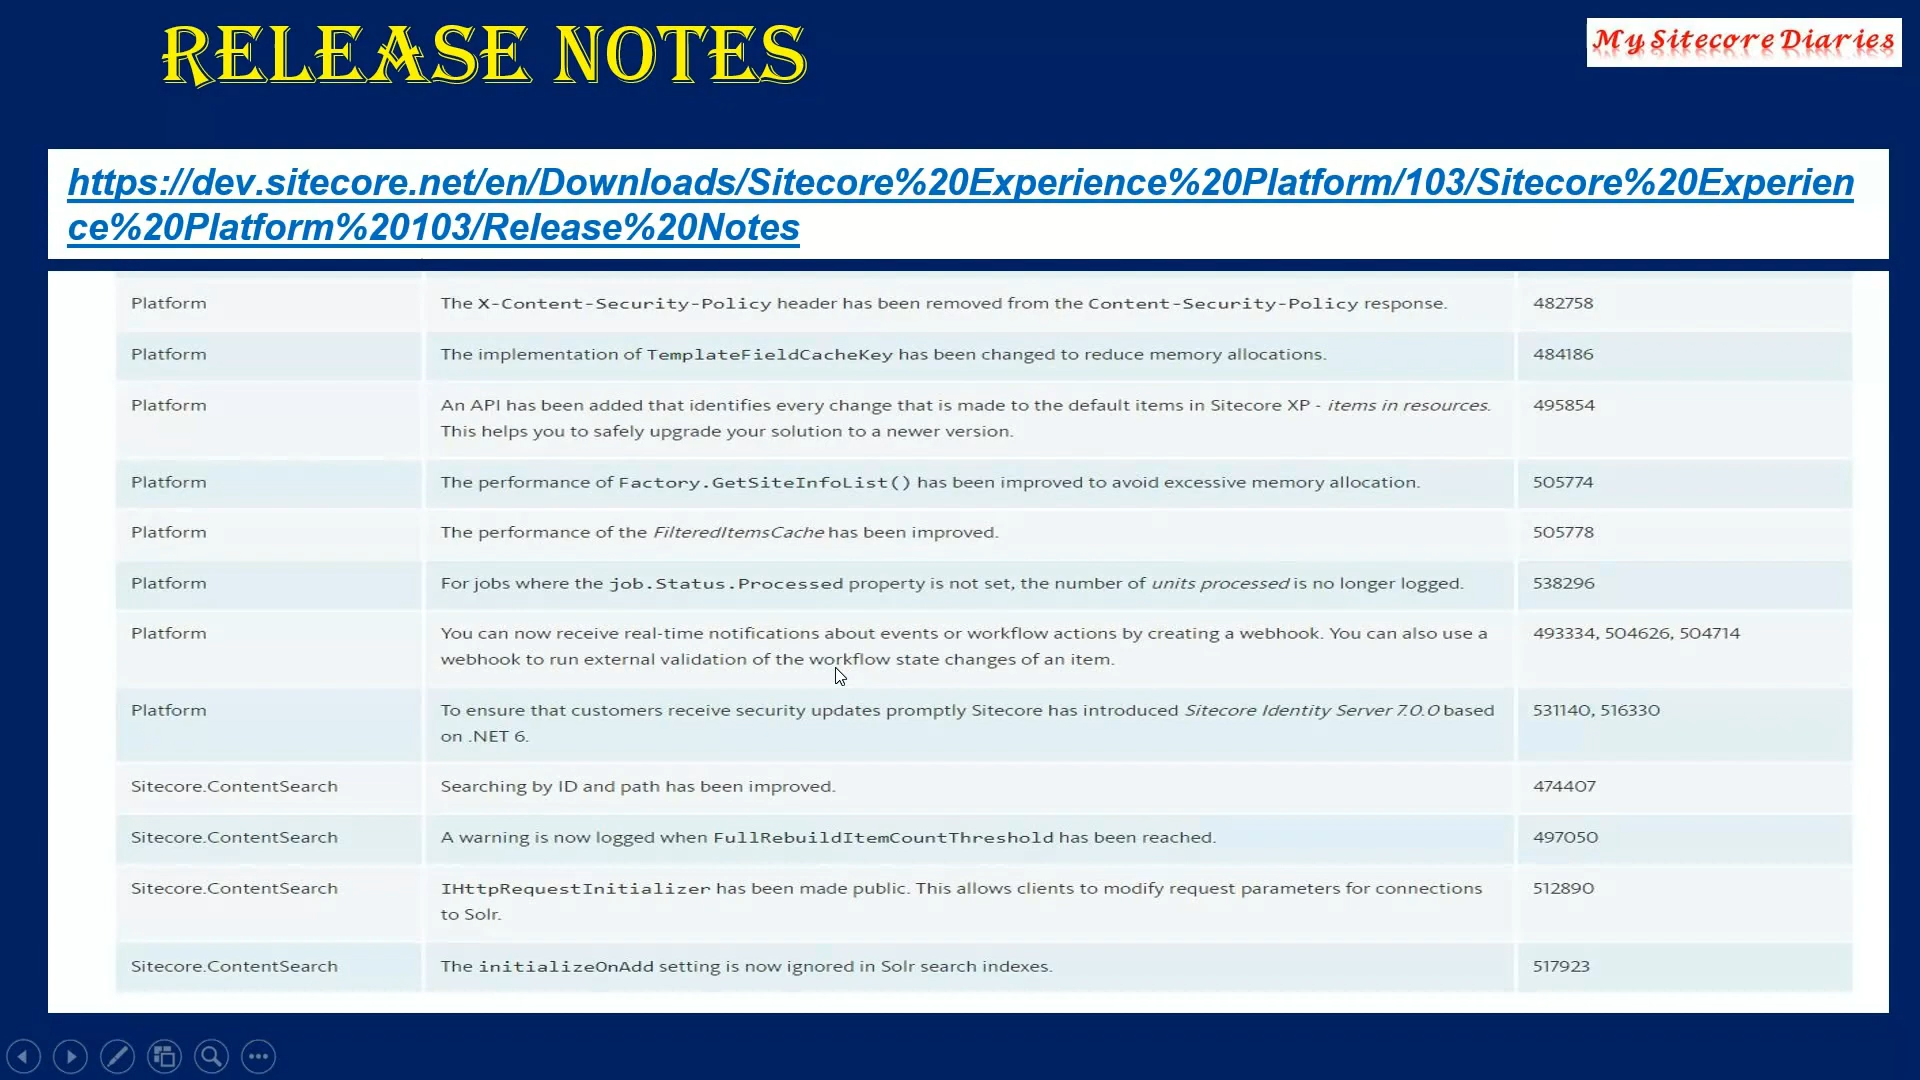 RELEASE NOTES
My Sitecore Diaries
https://dev.sitecore.net/en/Downloads/Sitecore%20Experience%20Platform/103/Sitecore%20Experien
ce%20Platform%20103/Release%20Notes
Platform The X-Content-Security-Policy header has been removed from the Content-Security-Policy response. 482758
Platform The implementation of TemplateFieldCacheKey has been changed to reduce memory allocations. 484186
Platform An API has been added that identifies every change that is made to the default items in Sitecore XP - items in resources. 495854
This helps you to safely upgrade your solution to a newer version.
Platform The performance of Factory.GetSiteInfoList() has been improved to avoid excessive memory allocation. 505774
Platform The performance of the FilteredItemsCache has been improved. 505778
Platform For jobs where the job.Status.Processed property is not set, the number of units processed is no longer logged. 538296
Platform You can now receive real-time notifications about events or workflow actions by creating a webhook. You can also use a 493334, 504626, 504714
webhook to run external validation of the workflow state changes of an item.
Platform To ensure that customers receive security updates promptly Sitecore has introduced Sitecore Identity Server 7.0.0 based 531140, 516330
on .NET 6.
Sitecore.ContentSearch Searching by ID and path has been improved. 474407
Sitecore.ContentSearch A warning is now logged when FullRebuildItemCountThreshold has been reached. 497050
Sitecore.ContentSearch IHttpRequestInitializer has been made public. This allows clients to modify request parameters for connections 512890
to Solr.
Sitecore.ContentSearch The initializeOnAdd setting is now ignored in Solr search indexes. 517923